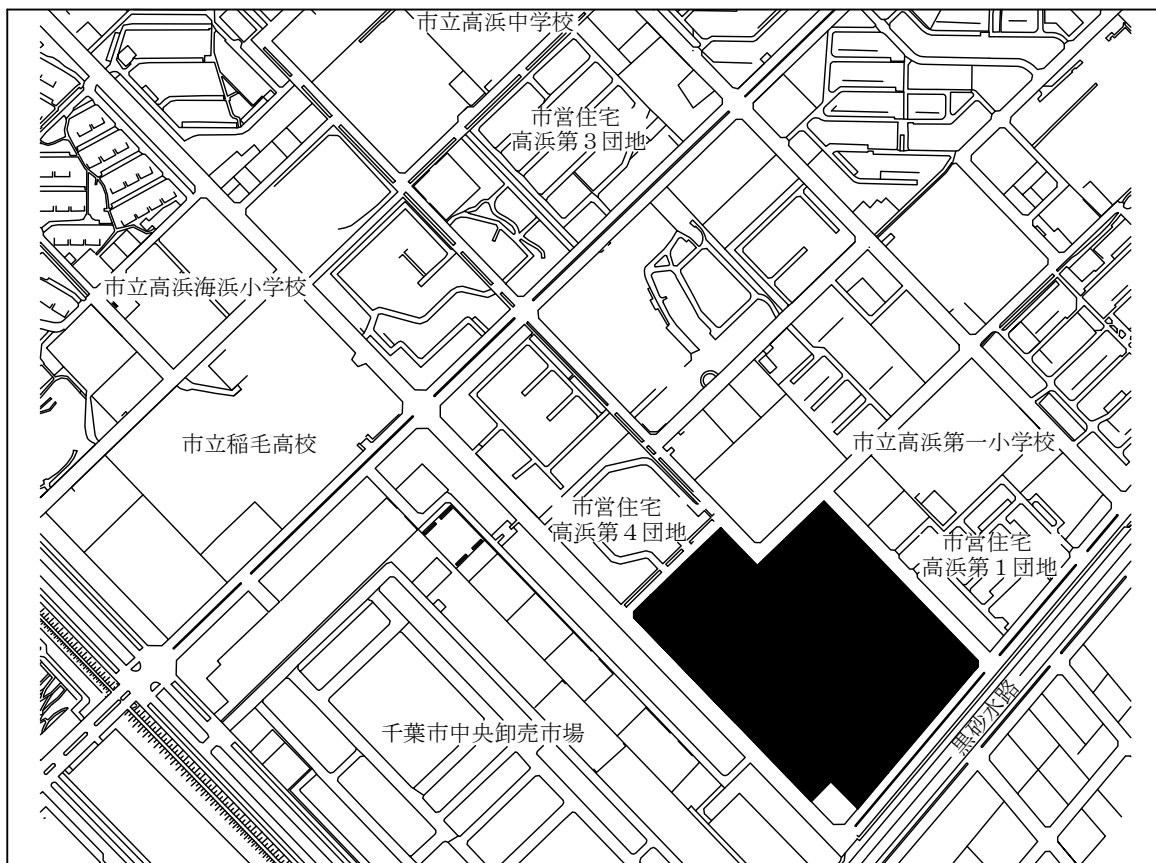 市立高浜中学校
市営住宅
高浜第３団地
市立高浜海浜小学校
市立稲毛高校
市立高浜第一小学校
市営住宅
高浜第４団地
市営住宅
高浜第１団地
黒砂水路
千葉市中央卸売市場